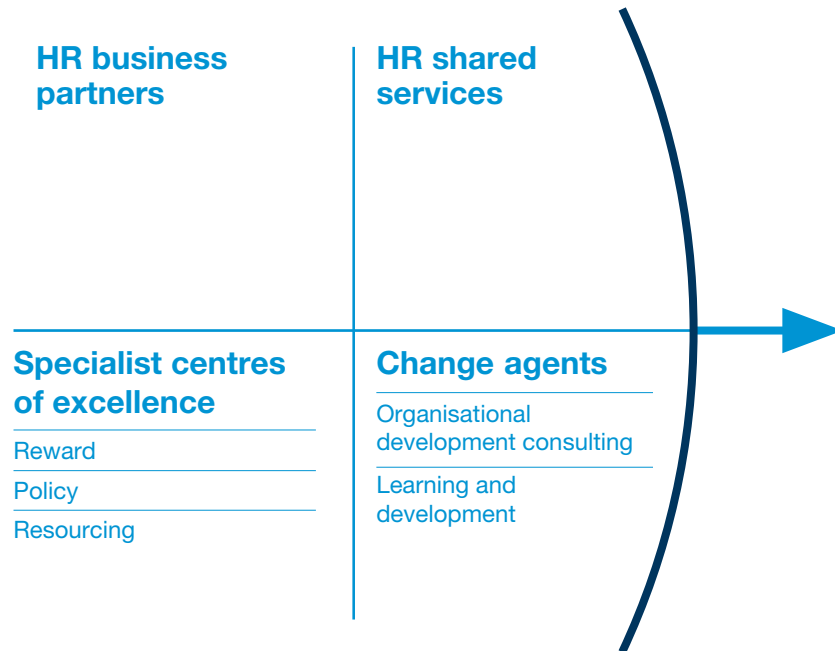 HR business
partners
HR shared
services
Specialist centres
of excellence
Reward
Policy
Resourcing
Change agents
Organisational
development consulting
Learning and
development